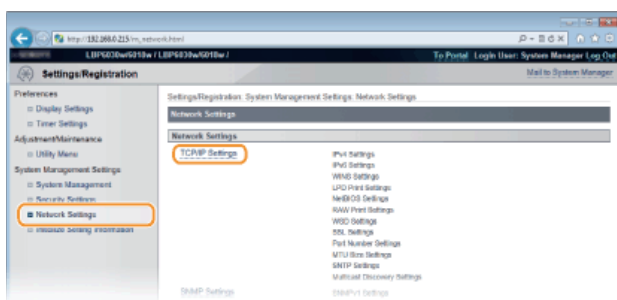 http://192.168.0.215/m_network.html
LBP6030w/6018w / LBP6030w/6018w /
To Portal Login User: System Manager Log Out
Settings/Registration
Mail to System Manager
Preferences
Display Settings
Timer Settings
Adjustment/Maintenance
Utility Menu
System Management Settings
System Management
Security Settings
Network Settings
Initialize Setting Information
Settings/Registration: System Management Settings: Network Settings
Network Settings
Network Settings
TCP/IP Settings
IPv4 Settings
IPv6 Settings
WINS Settings
LPD Print Settings
NetBIOS Settings
RAW Print Settings
WSD Settings
SSL Settings
Port Number Settings
MTU Size Settings
SNTP Settings
Multicast Discovery Settings
SNMP Settings
SNMPv1 Settings